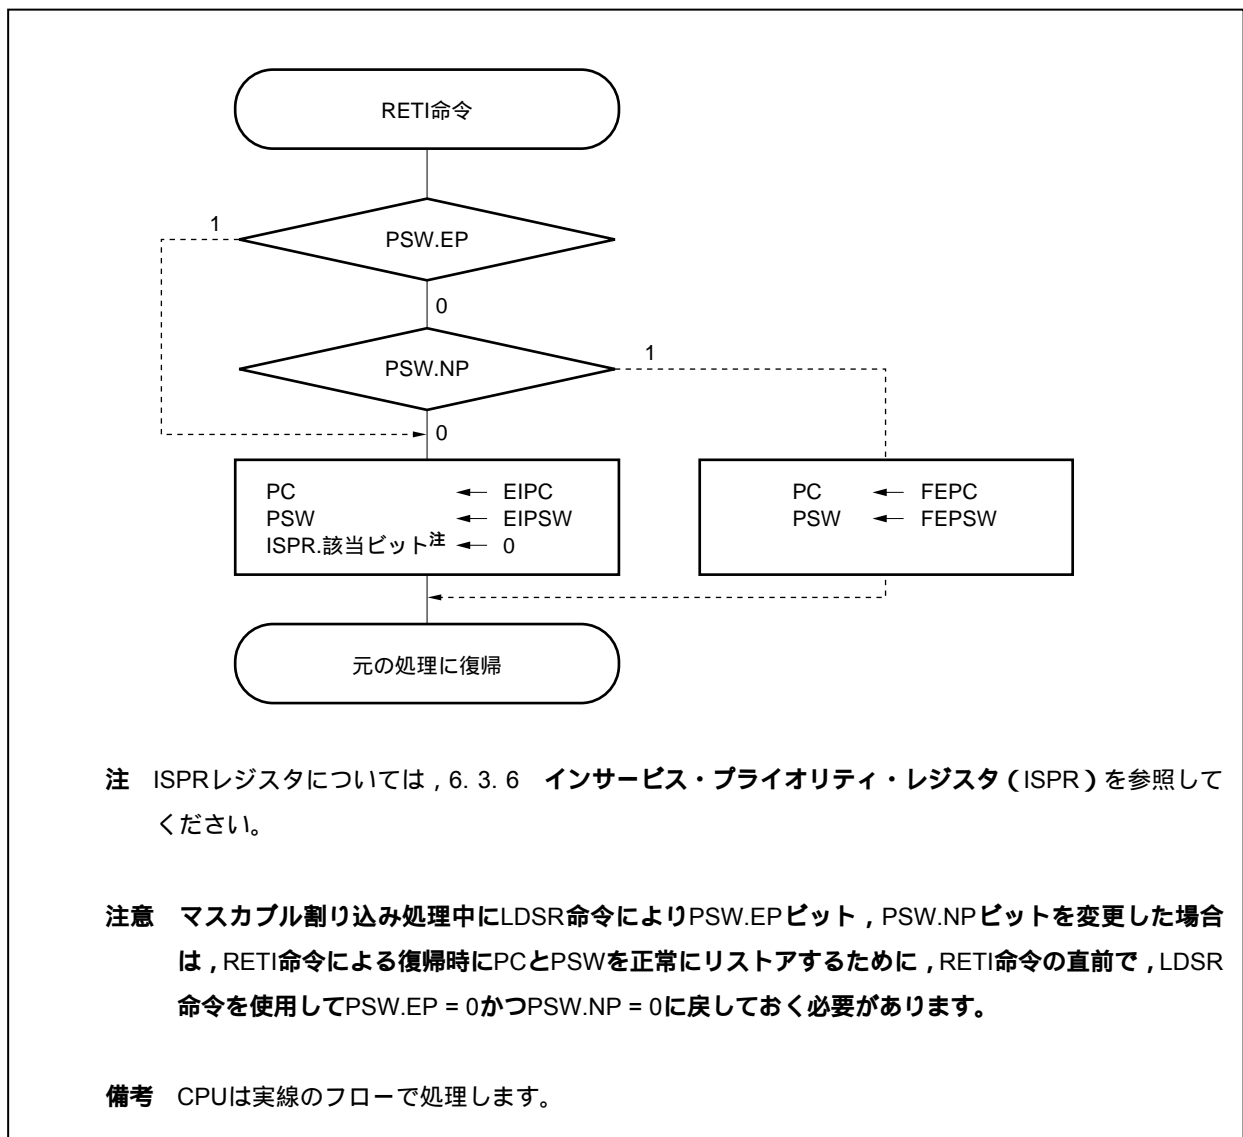 RETI命令
1
PSW.EP
0
PSW.NP
1
0
PC ← EIPC
PSW ← EIPSW
ISPR.該当ビット注 ← 0
PC ← FEPC
PSW ← FEPSW
元の処理に復帰
注 ISPRレジスタについては，6. 3. 6 インサービス・プライオリティ・レジスタ（ISPR）を参照して
ください。
注意 マスカブル割り込み処理中にLDSR命令によりPSW.EPビット，PSW.NPビットを変更した場合
は，RETI命令による復帰時にPCとPSWを正常にリストアするために，RETI命令の直前で，LDSR
命令を使用してPSW.EP = 0かつPSW.NP = 0に戻しておく必要があります。
備考 CPUは実線のフローで処理します。